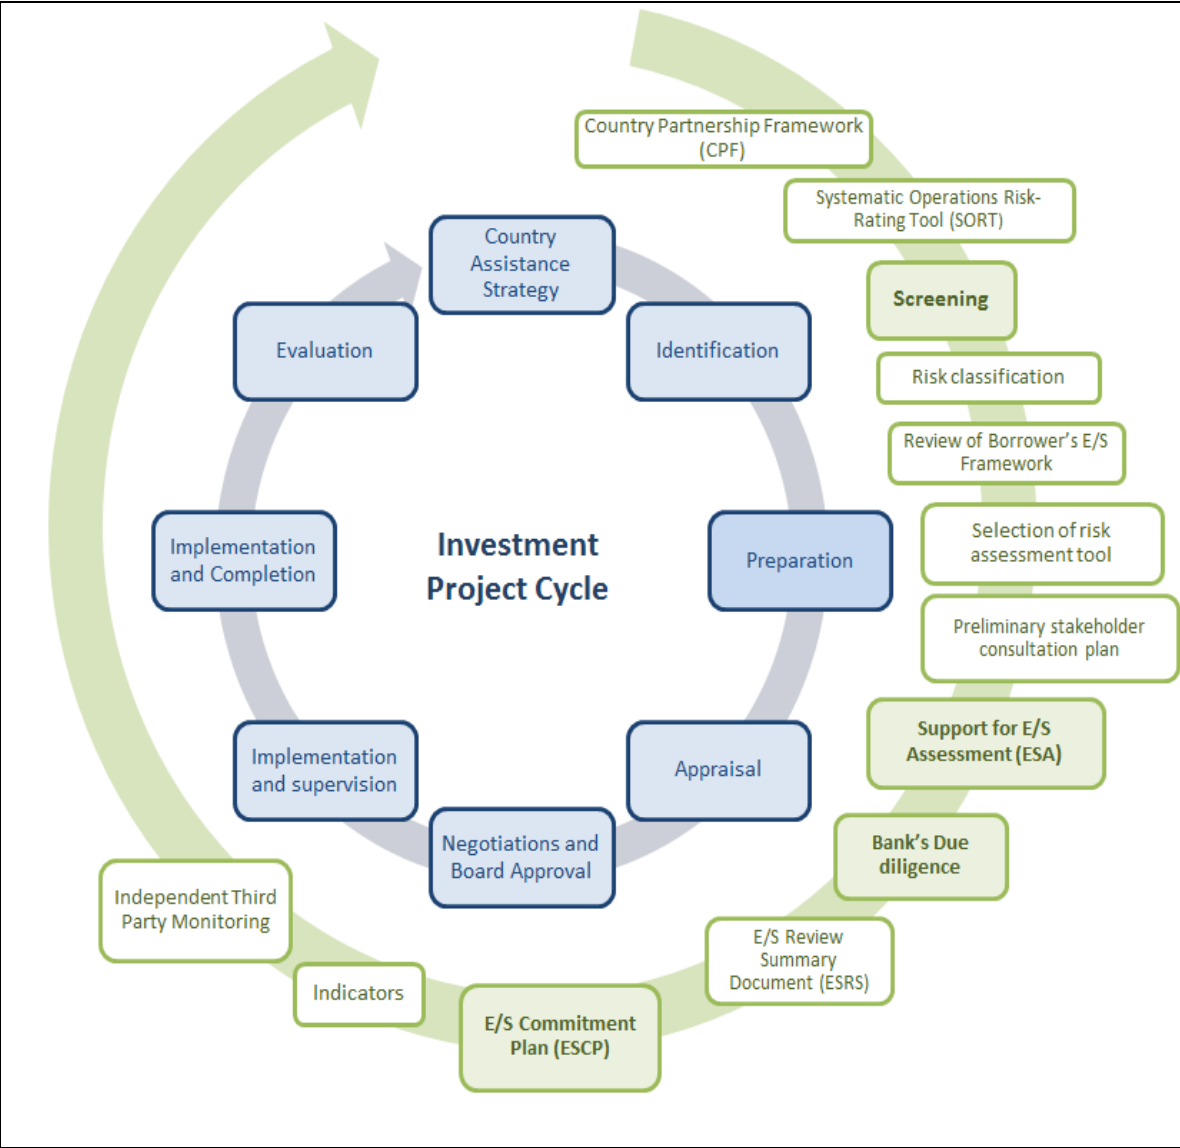 Country Partnership Framework
(CPF)
Systematic Operations Risk-
Rating Tool (SORT)
Screening
Risk classification
Review of Borrower’s E/S
Framework
Selection of risk
assessment tool
Preliminary stakeholder
consultation plan
Support for E/S
Assessment (ESA)
Bank’s Due
diligence
E/S Review
Summary
Document (ESRS)
E/S Commitment
Plan (ESCP)
Indicators
Independent Third
Party Monitoring
Country
Assistance
Strategy
Identification
Preparation
Appraisal
Negotiations and
Board Approval
Implementation
and supervision
Implementation
and Completion
Evaluation
Investment
Project Cycle